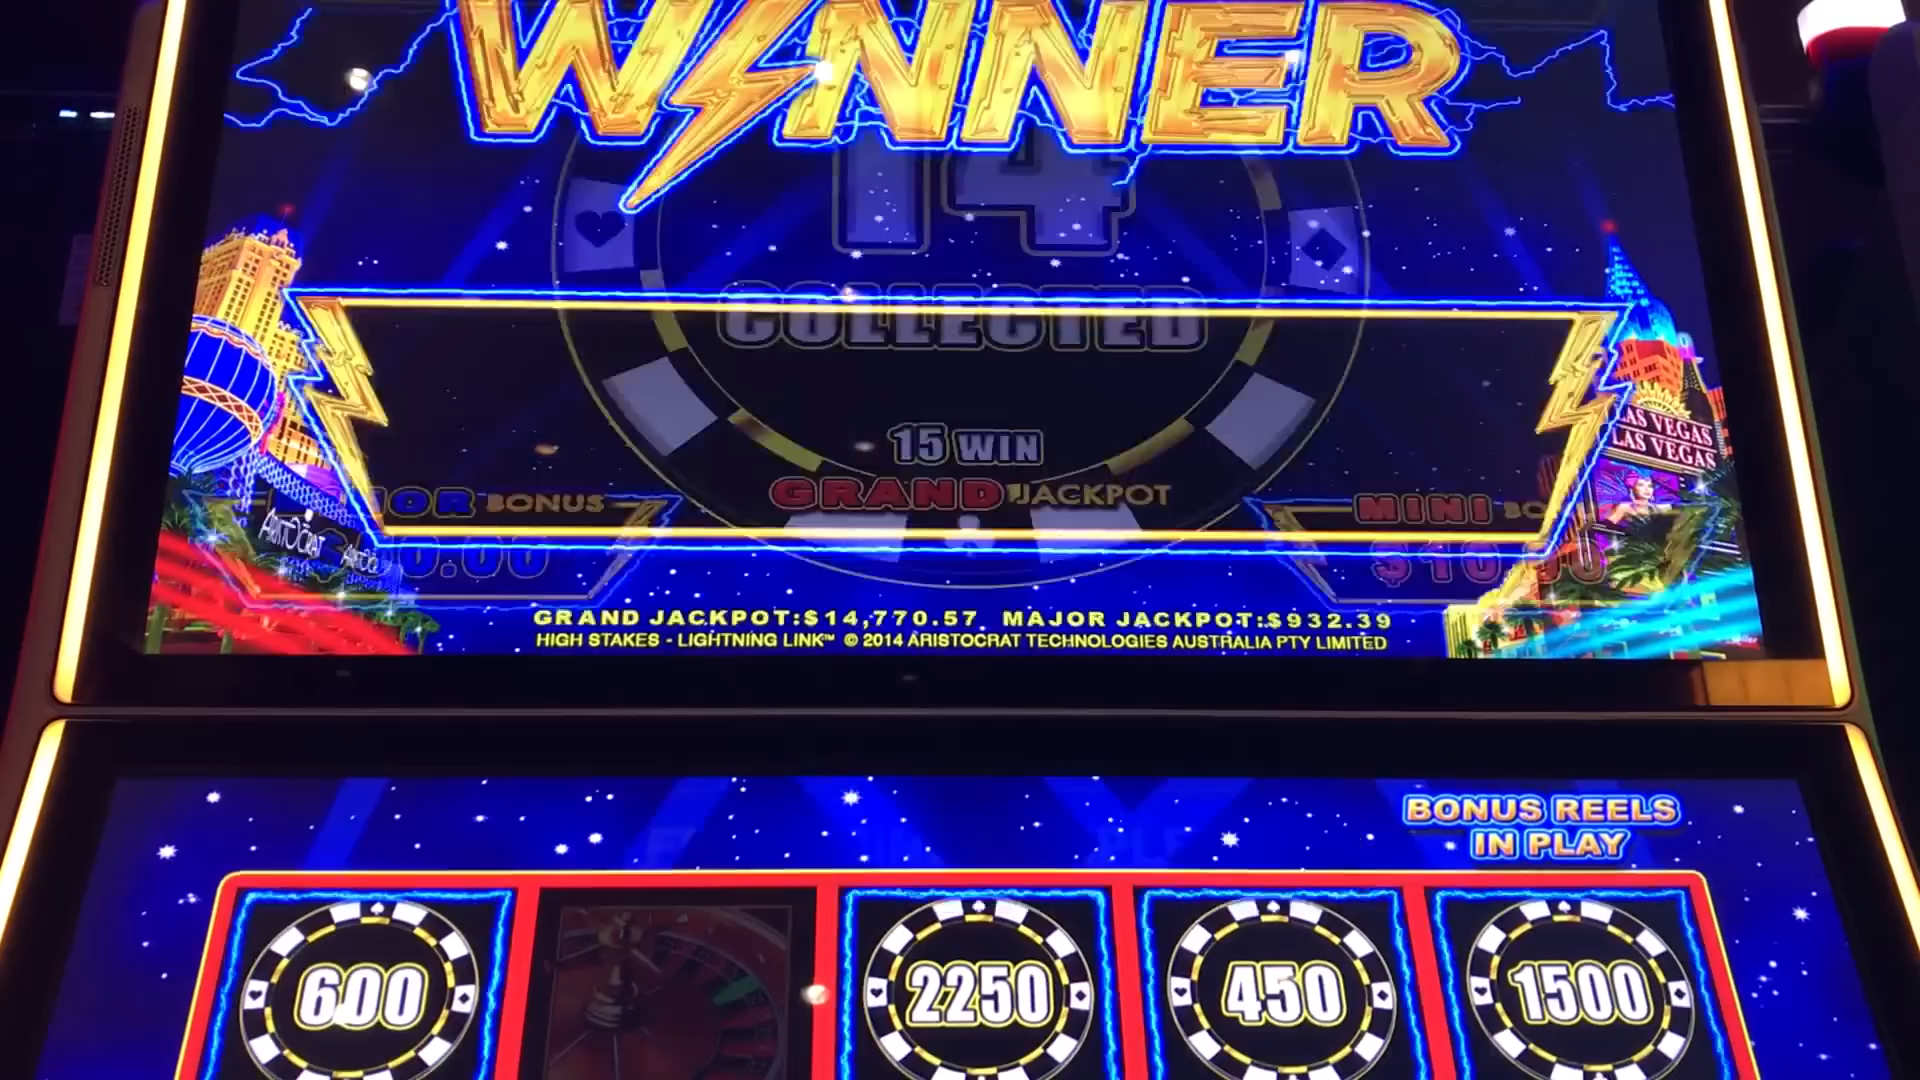 WINNER
14
COLLECTED
LAS VEGAS
LAS VEGAS
15 WIN
GRAND JACKPOT
BONUS
MINI
ARISTOCRAT
GRAND JACKPOT:$14,770.57 MAJOR JACKPOT:$932.39
HIGH STAKES - LIGHTNING LINK™ © 2014 ARISTOCRAT TECHNOLOGIES AUSTRALIA PTY LIMITED
BONUS REELS
IN PLAY
600
2250
450
1500